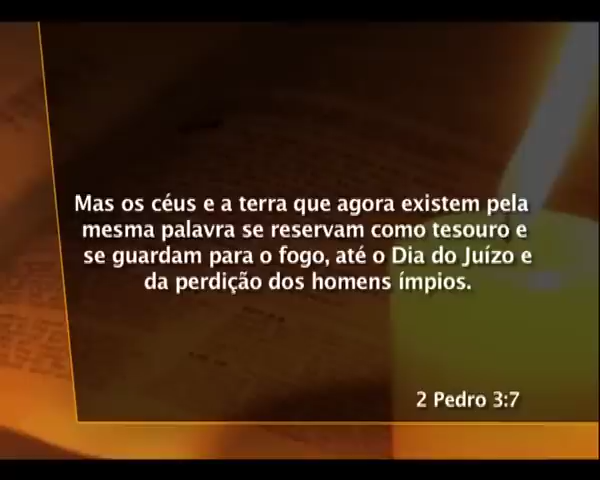 Mas os céus e a terra que agora existem pela
mesma palavra se reservam como tesouro e
se guardam para o fogo, até o Dia do Juízo e
da perdição dos homens ímpios.
2 Pedro 3:7